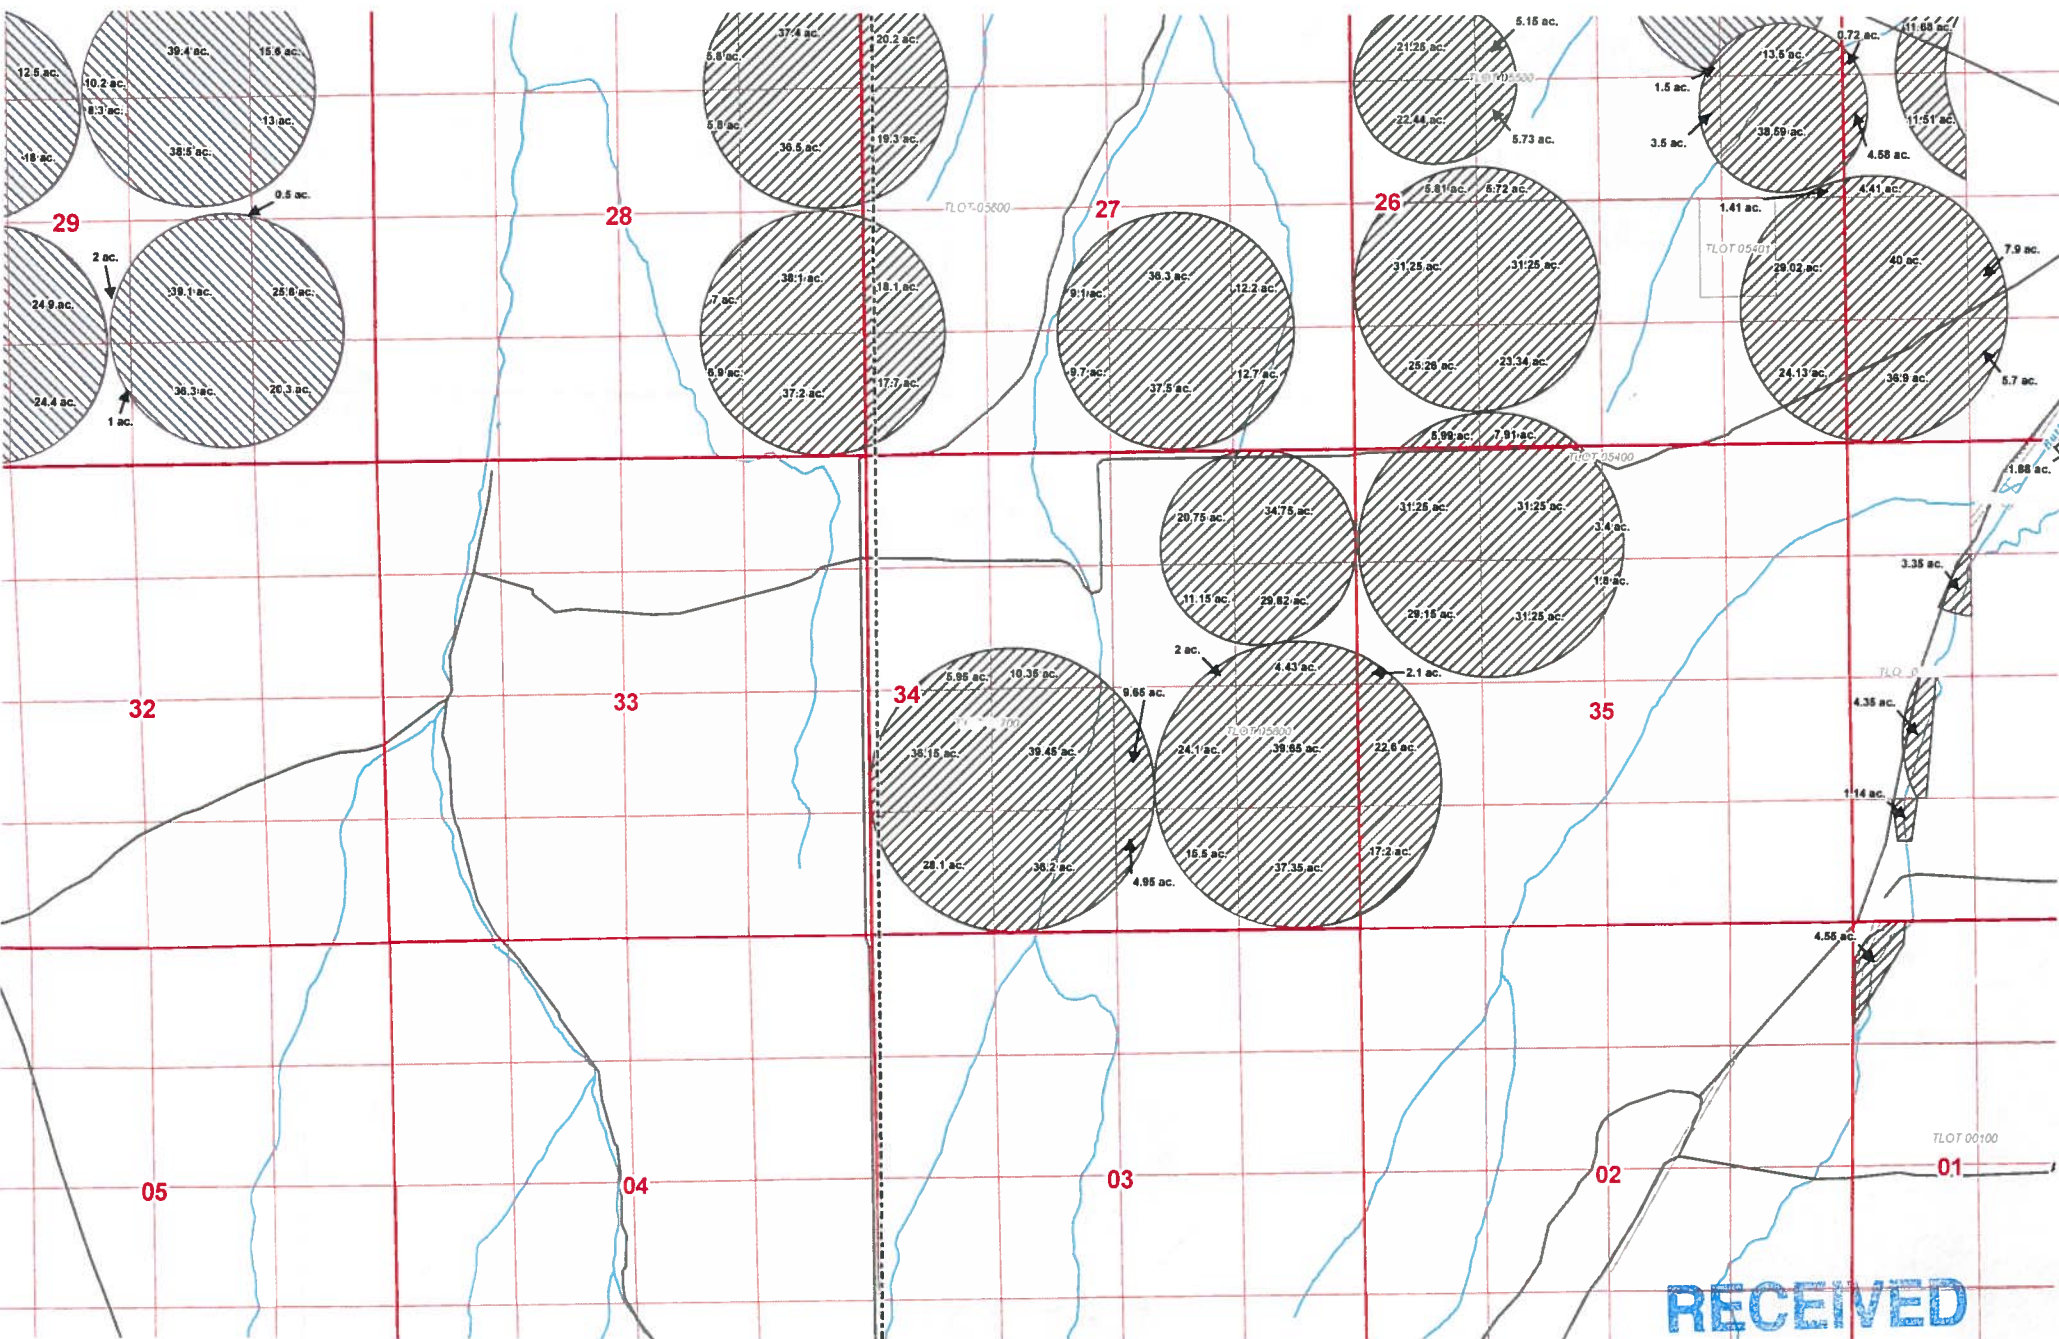 39.4 ac.
15.6 ac.
12.5 ac.
10.2 ac.
8.3 ac.
13 ac.
18 ac.
38.5 ac.
0.5 ac.
29
2 ac.
39.1 ac.
25.8 ac.
24.9 ac.
24.4 ac.
36.3 ac.
20.3 ac.
1 ac.
28
37.4 ac.
20.2 ac.
5.8 ac.
5.8 ac.
36.5 ac.
19.3 ac.
TLOT 05800
27
38.1 ac.
18.1 ac.
7 ac.
6.9 ac.
37.2 ac.
17.7 ac.
36.3 ac.
9.1 ac.
12.2 ac.
9.7 ac.
37.5 ac.
12.7 ac.
5.15 ac.
21.25 ac.
22.44 ac.
5.73 ac.
26
5.81 ac.
5.72 ac.
31.25 ac.
31.25 ac.
25.26 ac.
23.34 ac.
13.5 ac.
0.72 ac.
11.68 ac.
1.5 ac.
3.5 ac.
38.59 ac.
4.58 ac.
11.51 ac.
1.41 ac.
4.41 ac.
TLOT 05401
29.02 ac.
40 ac.
7.9 ac.
24.13 ac.
36.9 ac.
5.7 ac.
5.99 ac.
7.91 ac.
TLOT 05400
1.88 ac.
20.75 ac.
34.75 ac.
31.25 ac.
31.25 ac.
3.4 ac.
11.15 ac.
29.82 ac.
29.15 ac.
31.25 ac.
1.8 ac.
3.35 ac.
32
33
34
35
5.95 ac.
10.35 ac.
9.65 ac.
36.15 ac.
39.45 ac.
28.1 ac.
36.2 ac.
4.95 ac.
2 ac.
4.43 ac.
2.1 ac.
TLOT 05800
24.1 ac.
39.65 ac.
22.6 ac.
15.5 ac.
37.35 ac.
17.2 ac.
4.35 ac.
1.14 ac.
4.55 ac.
05
04
03
02
TLOT 00100
01
RECEIVED